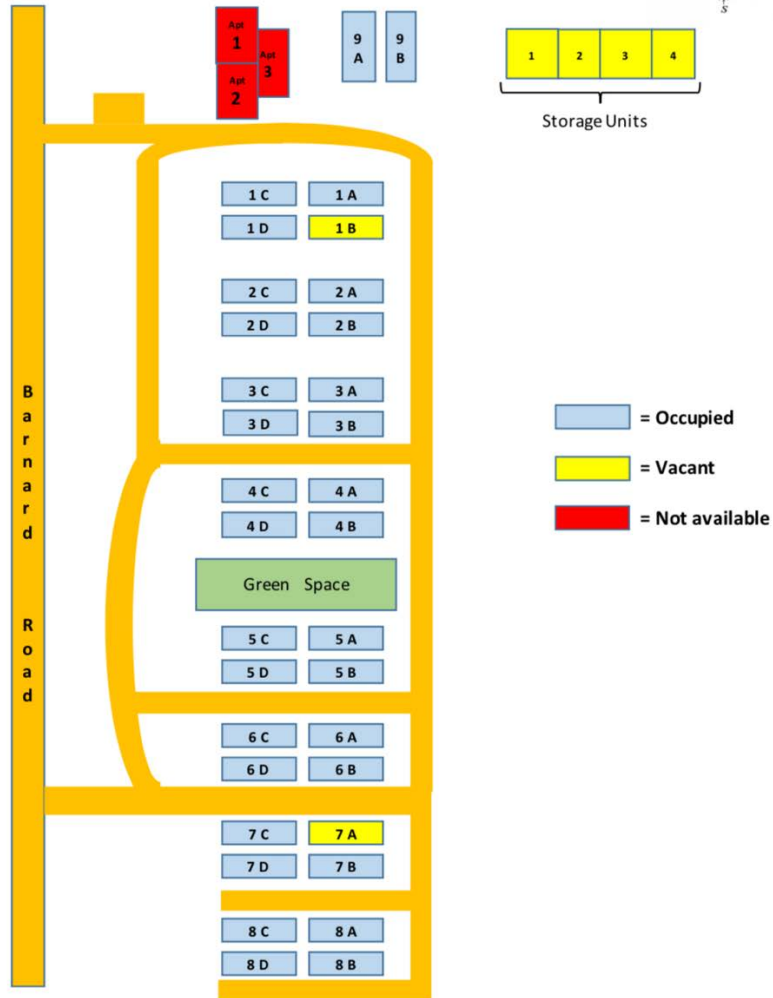 s
Apt
1
Apt
2
Apt
3
9
A
9
B
1 2 3 4
Storage Units
1 C 1 A
1 D 1 B
2 C 2 A
2 D 2 B
3 C 3 A
3 D 3 B
4 C 4 A
4 D 4 B
Green Space
5 C 5 A
5 D 5 B
6 C 6 A
6 D 6 B
7 C 7 A
7 D 7 B
8 C 8 A
8 D 8 B
Barnard Road
= Occupied
= Vacant
= Not available